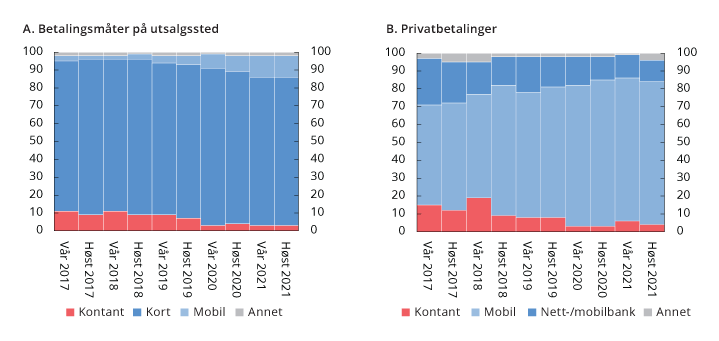 A. Betalingsmåter på utsalgssted
100 100
90 90
80 80
70 70
60 60
50 50
40 40
30 30
20 20
10 10
0 0
Vår 2017
Høst 2017
Vår 2018
Høst 2018
Vår 2019
Høst 2019
Vår 2020
Høst 2020
Vår 2021
Høst 2021
Kontant Kort Mobil Annet
B. Privatbetalinger
100 100
90 90
80 80
70 70
60 60
50 50
40 40
30 30
20 20
10 10
0 0
Vår 2017
Høst 2017
Vår 2018
Høst 2018
Vår 2019
Høst 2019
Vår 2020
Høst 2020
Vår 2021
Høst 2021
Kontant Mobil Nett-/mobilbank Annet